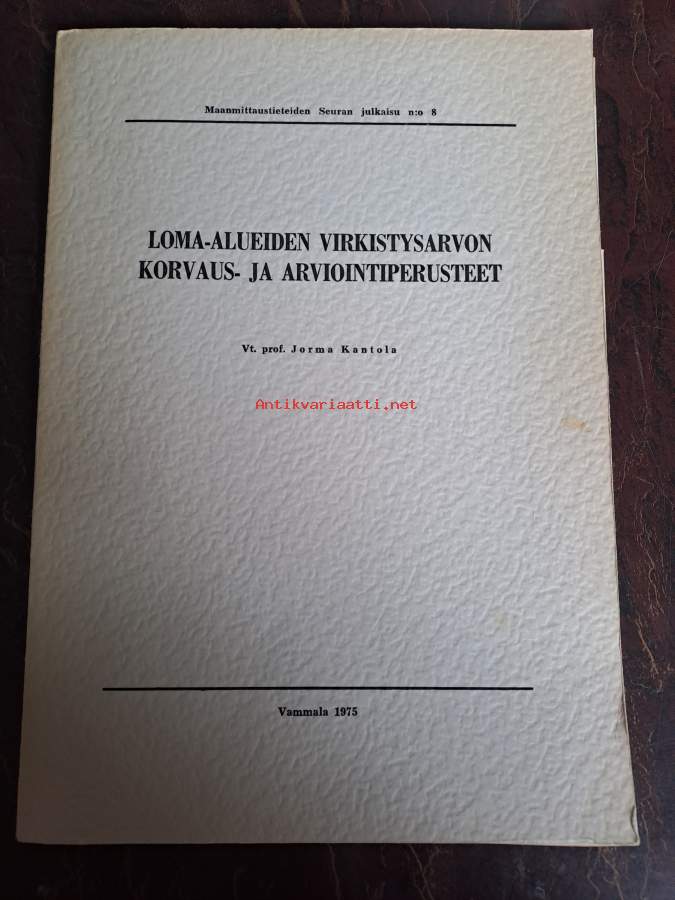 Maanmittaustieteiden Seuran julkaisu n:o 8
LOMA-ALUEIDEN VIRKISTYSARVON
KORVAUS- JA ARVIOINTIPERUSTEET
Vt. prof. Jorma Kantola
Antikvariaatti.net
Vammala 1975